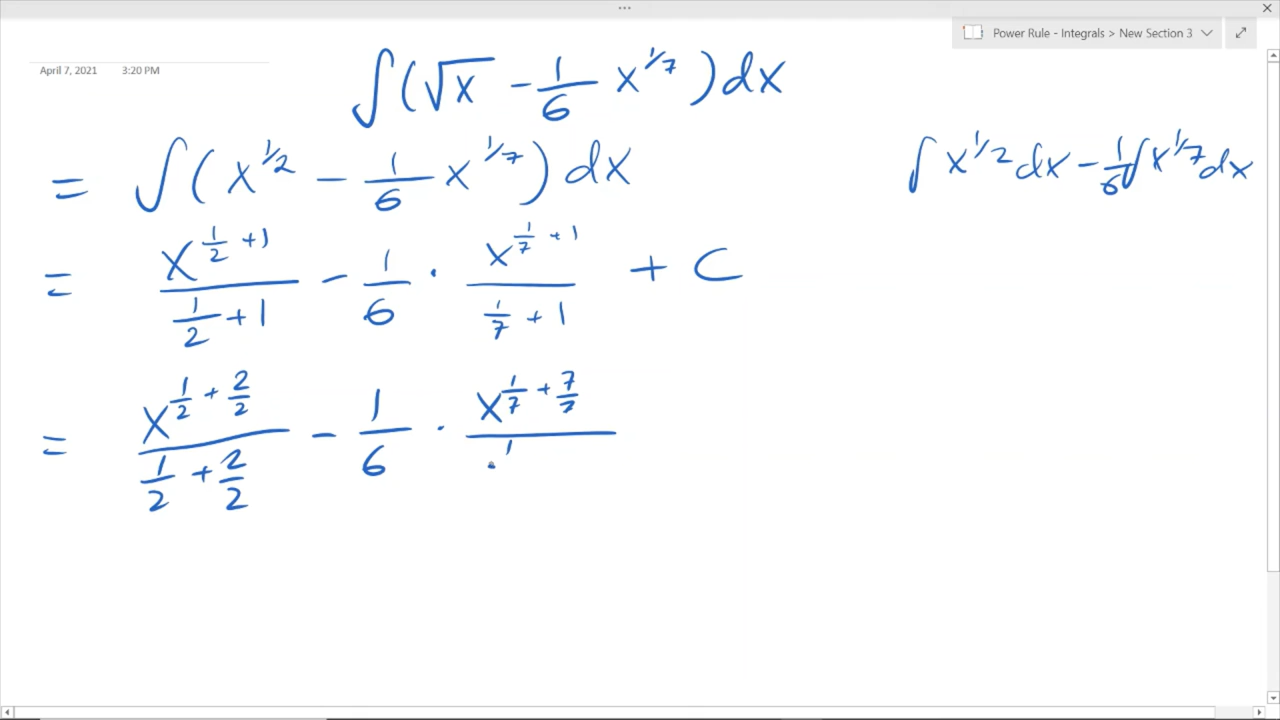 Power Rule - Integrals > New Section 3
April 7, 2021 3:20 PM
∫(√x - 1/6 x^(1/7))dx
= ∫(x^(1/2) - 1/6 x^(1/7))dx
∫x^(1/2)dx - 1/6∫x^(1/7)dx
= x^(1/2 + 1)/(1/2 + 1) - 1/6 · x^(1/7 + 1)/(1/7 + 1) + C
= x^(1/2 + 2/2)/(1/2 + 2/2) - 1/6 · x^(1/7 + 7/7)/1